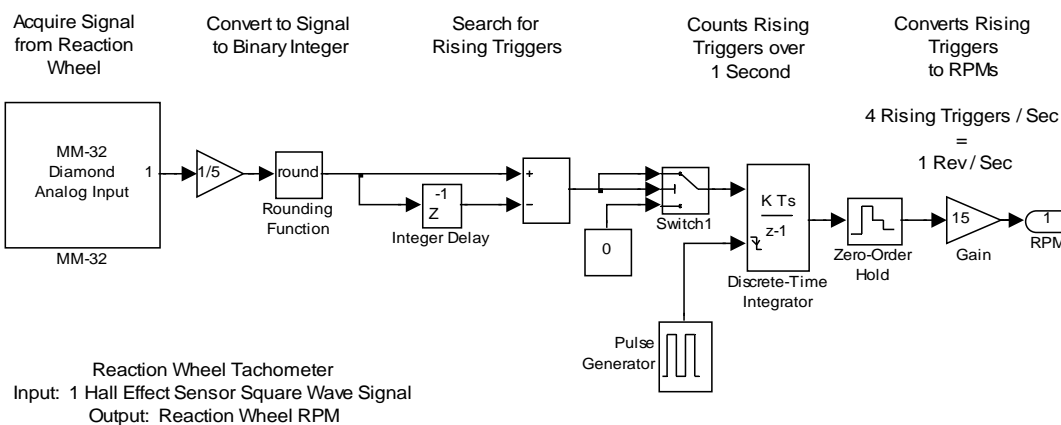 Acquire Signal
from Reaction
Wheel
Convert to Signal
to Binary Integer
Search for
Rising Triggers
Counts Rising
Triggers over
1 Second
Converts Rising
Triggers
to RPMs
4 Rising Triggers / Sec
=
1 Rev / Sec
MM-32
Diamond
Analog Input
1
MM-32
1/5
round
Rounding
Function
-1
Z
Integer Delay
+
−
0
Switch1
K Ts
z-1
Discrete-Time
Integrator
Zero-Order
Hold
15
Gain
1
RPM
Pulse
Generator
Reaction Wheel Tachometer
Input: 1 Hall Effect Sensor Square Wave Signal
Output: Reaction Wheel RPM